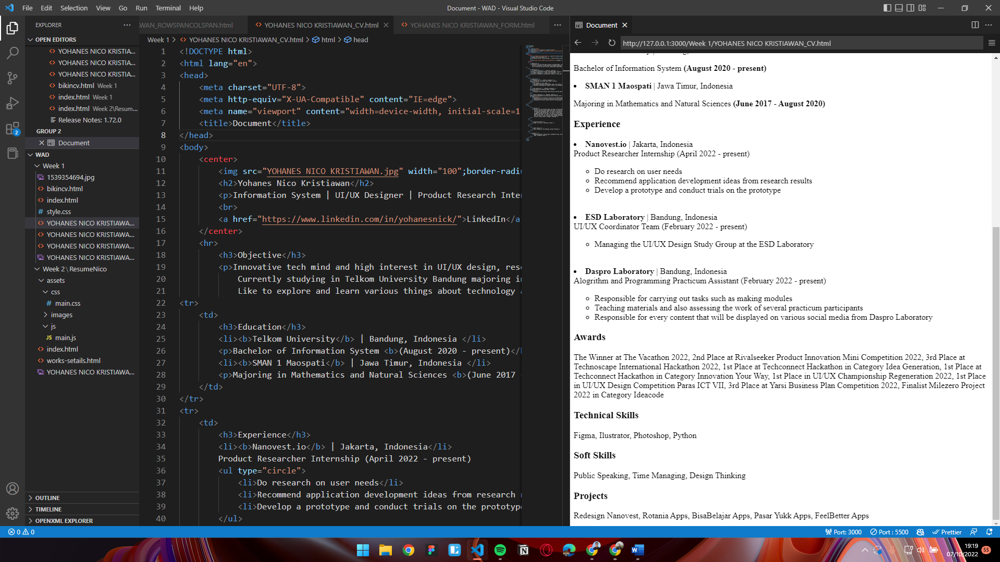 File Edit Selection View Go Run Terminal Help
Document - WAD - Visual Studio Code
EXPLORER
OPEN EDITORS
YOHANES NICO KRISTIA...
YOHANES NICO KRISTIA...
YOHANES NICO KRISTIA...
bikincv.html Week 1
index.html Week 1
index.html Week 2\Resum...
Release Notes: 1.72.0
GROUP 2
Document
WAD
Week 1
1539354694.jpg
bikincv.html
index.html
style.css
YOHANES NICO KRISTIAWA...
YOHANES NICO KRISTIAWA...
YOHANES NICO KRISTIAWA...
YOHANES NICO KRISTIAWA...
Week 2\ResumeNico
assets
css
main.css
images
js
JS main.js
index.html
works-setails.html
YOHANES NICO KRISTIAWA...
OUTLINE
TIMELINE
OPENXML EXPLORER
WAN_ROWSPANCOLSPAN.html YOHANES NICO KRISTIAWAN_CV.html YOHANES NICO KRISTIAWAN_FORM.html
Week 1 > YOHANES NICO KRISTIAWAN_CV.html > html > head
1 <!DOCTYPE html>
2 <html lang="en">
3 <head>
4 <meta charset="UTF-8">
5 <meta http-equiv="X-UA-Compatible" content="IE=edge">
6 <meta name="viewport" content="width=device-width, initial-scale=1
7 <title>Document</title>
8 </head>
9 <body>
10 <center>
11 <img src="YOHANES NICO KRISTIAWAN.jpg" width="100";border-radiu
12 <h2>Yohanes Nico Kristiawan</h2>
13 <p>Information System | UI/UX Designer | Product Research Inter
14 <br>
15 <a href="https://www.linkedin.com/in/yohanesnick/">LinkedIn</a
16 </center>
17 <hr>
18 <h3>Objective</h3>
19 <p>Innovative tech mind and high interest in UI/UX design, res
20 Currently studying in Telkom University Bandung majoring i
21 Like to explore and learn various things about technology a
22 <tr>
23 <td>
24 <h3>Education</h3>
25 <li><b>Telkom University</b> | Bandung, Indonesia </li>
26 <p>Bachelor of Information System <b>(August 2020 - present)</b
27 <li><b>SMAN 1 Maospati</b> | Jawa Timur, Indonesia </li>
28 <p>Majoring in Mathematics and Natural Sciences <b>(June 2017 -
29 </td>
30 </tr>
31 <tr>
32 <td>
33 <h3>Experience</h3>
34 <li><b>Nanovest.io</b> | Jakarta, Indonesia</li>
35 Product Researcher Internship (April 2022 - present)
36 <ul type="circle">
37 <li>Do research on user needs</li>
38 <li>Recommend application development ideas from research
39 <li>Develop a prototype and conduct trials on the prototype
40 </ul>
Document
http://127.0.0.1:3000/Week 1/YOHANES NICO KRISTIAWAN_CV.html
Bachelor of Information System (August 2020 - present)
• SMAN 1 Maospati | Jawa Timur, Indonesia
Majoring in Mathematics and Natural Sciences (June 2017 - August 2020)
Experience
• Nanovest.io | Jakarta, Indonesia
Product Researcher Internship (April 2022 - present)
Do research on user needs
Recommend application development ideas from research results
Develop a prototype and conduct trials on the prototype
• ESD Laboratory | Bandung, Indonesia
UI/UX Coordinator Team (February 2022 - present)
Managing the UI/UX Design Study Group at the ESD Laboratory
• Daspro Laboratory | Bandung, Indonesia
Alogrithm and Programming Practicum Assistant (February 2022 - present)
Responsible for carrying out tasks such as making modules
Teaching materials and also assessing the work of several practicum participants
Responsible for every content that will be displayed on various social media from Daspro Laboratory
Awards
The Winner at The Vacathon 2022, 2nd Place at Rivalseeker Product Innovation Mini Competition 2022, 3rd Place at
Technoscape International Hackathon 2022, 1st Place at Techconnect Hackathon in Category Idea Generation, 1st Place at
Techconnect Hackathon in Category Innovation Your Way, 1st Place in UI/UX Championship Regeneration 2022, 1st Place
in UI/UX Design Competition Paras ICT VII, 3rd Place at Yarsi Business Plan Competition 2022, Finalist Milezero Project
2022 in Category Ideacode
Technical Skills
Figma, Ilustrator, Photoshop, Python
Soft Skills
Public Speaking, Time Managing, Design Thinking
Projects
Redesign Nanovest, Rotania Apps, BisaBelajar Apps, Pasar Yukk Apps, FeelBetter Apps
0 0
Port: 3000 Port : 5500 Prettier
19:19
07/10/2022
55